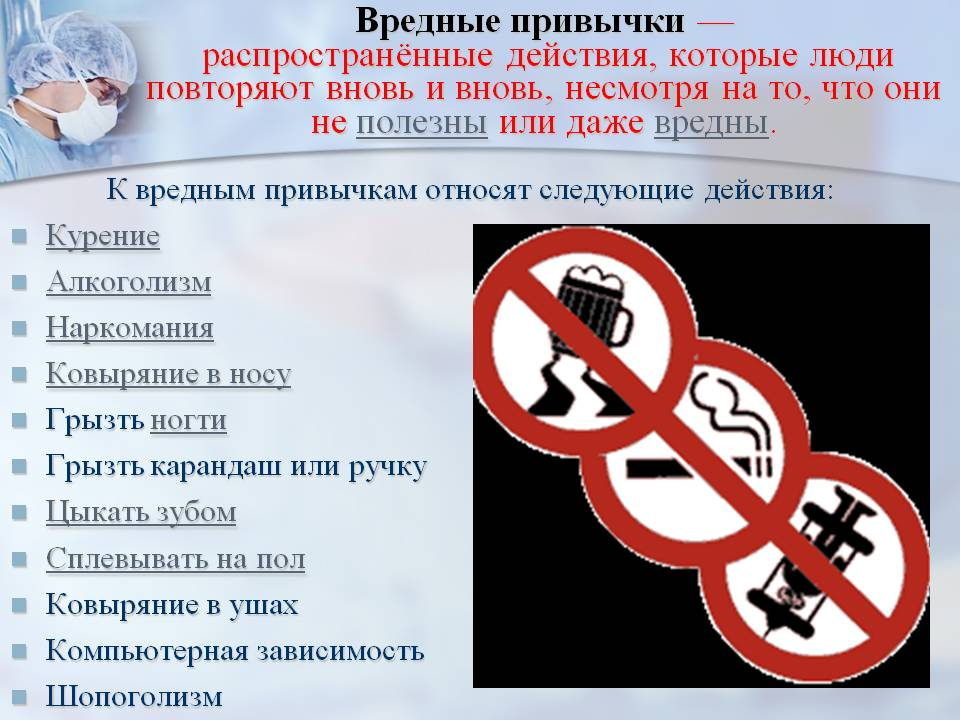 Вредные привычки —
распространённые действия, которые люди
повторяют вновь и вновь, несмотря на то, что они
не полезны или даже вредны.
К вредным привычкам относят следующие действия:
Курение
Алкоголизм
Наркомания
Ковыряние в носу
Грызть ногти
Грызть карандаш или ручку
Цыкать зубом
Сплевывать на пол
Ковыряние в ушах
Компьютерная зависимость
Шопоголизм